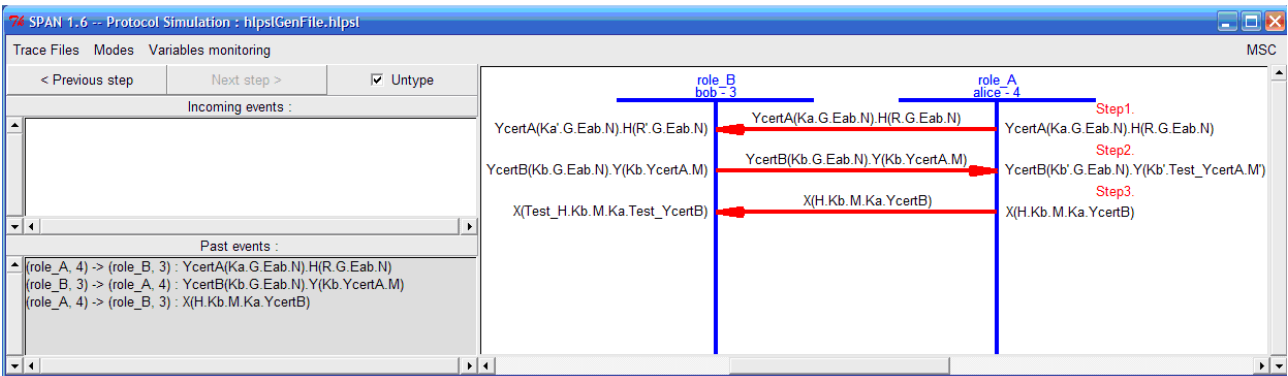 SPAN 1.6 -- Protocol Simulation : hlpslGenFile.hlpsl
Trace Files Modes Variables monitoring MSC
< Previous step Next step > Untype
Incoming events :
Past events :
(role_A, 4) -> (role_B, 3) : YcertA(Ka.G.Eab.N).H(R.G.Eab.N)
(role_B, 3) -> (role_A, 4) : YcertB(Kb.G.Eab.N).Y(Kb.YcertA.M)
(role_A, 4) -> (role_B, 3) : X(H.Kb.M.Ka.YcertB)
role_B role_A
bob - 3 alice - 4
Step1.
YcertA(Ka'.G.Eab.N).H(R'.G.Eab.N) YcertA(Ka.G.Eab.N).H(R.G.Eab.N) YcertA(Ka.G.Eab.N).H(R.G.Eab.N)
Step2.
YcertB(Kb.G.Eab.N).Y(Kb.YcertA.M) YcertB(Kb.G.Eab.N).Y(Kb.YcertA.M) YcertB(Kb'.G.Eab.N).Y(Kb'.Test_YcertA.M')
Step3.
X(Test_H.Kb.M.Ka.Test_YcertB) X(H.Kb.M.Ka.YcertB) X(H.Kb.M.Ka.YcertB)